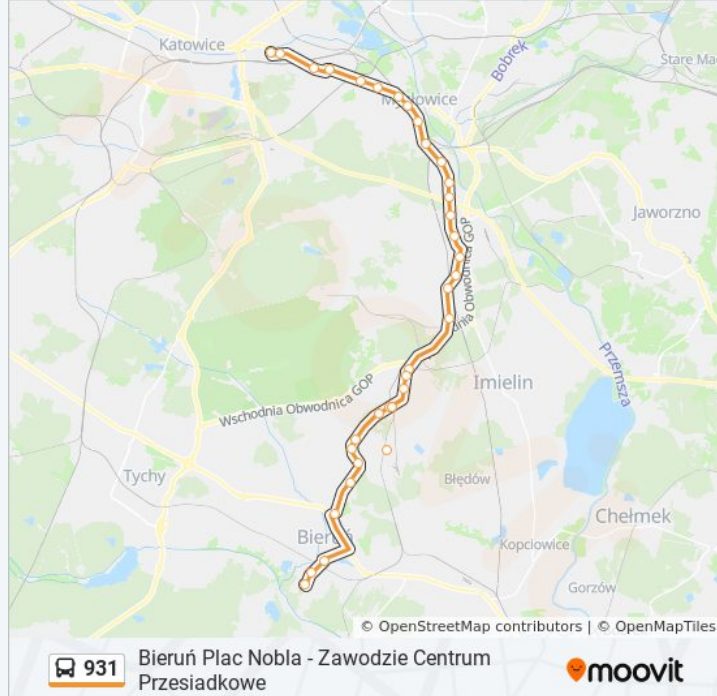 Katowice
Bobrek
Stare Ma
Mysłowice
Jaworzno
dnia Obwodnica GOP
Przemsza
Imielin
Wschodnia Obwodnica GOP
Tychy
Błędów
Chełmek
Bieruń
Kopciowice
Gorzów
© OpenStreetMap contributors | © OpenMapTiles
931
Bieruń Plac Nobla - Zawodzie Centrum
Przesiadkowe
moovit